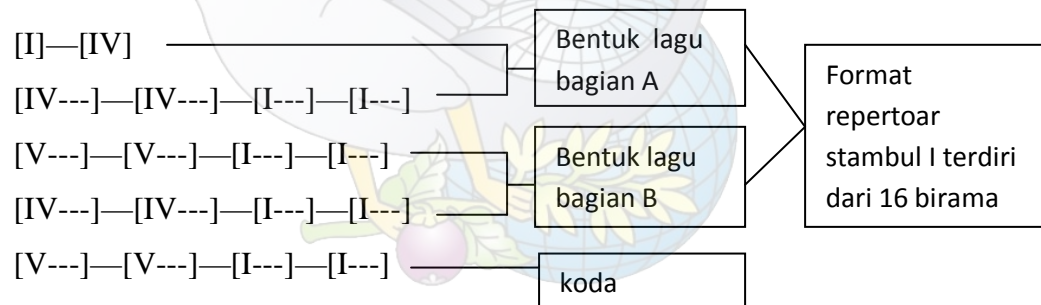 [I]—[IV]
[IV---]—[IV---]—[I---]—[I---]
[V---]—[V---]—[I---]—[I---]
[IV---]—[IV---]—[I---]—[I---]
[V---]—[V---]—[I---]—[I---]
Bentuk lagu
bagian A
Bentuk lagu
bagian B
koda
Format
repertoar
stambul I terdiri
dari 16 birama